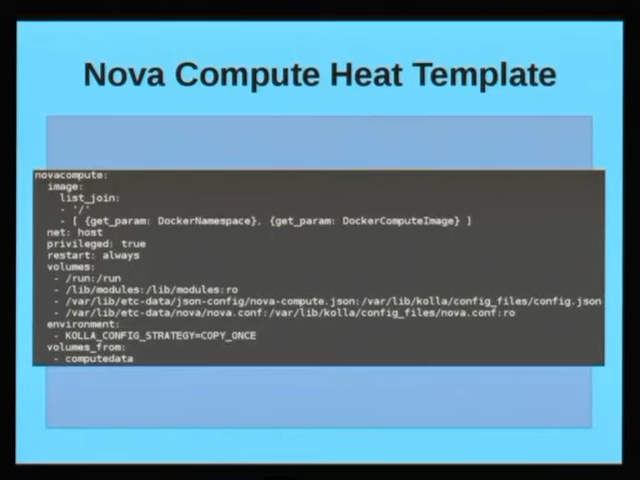 Nova Compute Heat Template
novacompute:
image:
list_join:
- '/'
- [ {get_param: DockerNamespace}, {get_param: DockerComputeImage} ]
net: host
privileged: true
restart: always
volumes:
- /run:/run
- /lib/modules:/lib/modules:ro
- /var/lib/etc-data/json-config/nova-compute.json:/var/lib/kolla/config_files/config.json
- /var/lib/etc-data/nova/nova.conf:/var/lib/kolla/config_files/nova.conf:ro
environment:
- KOLLA_CONFIG_STRATEGY=COPY_ONCE
volumes_from:
- computedata